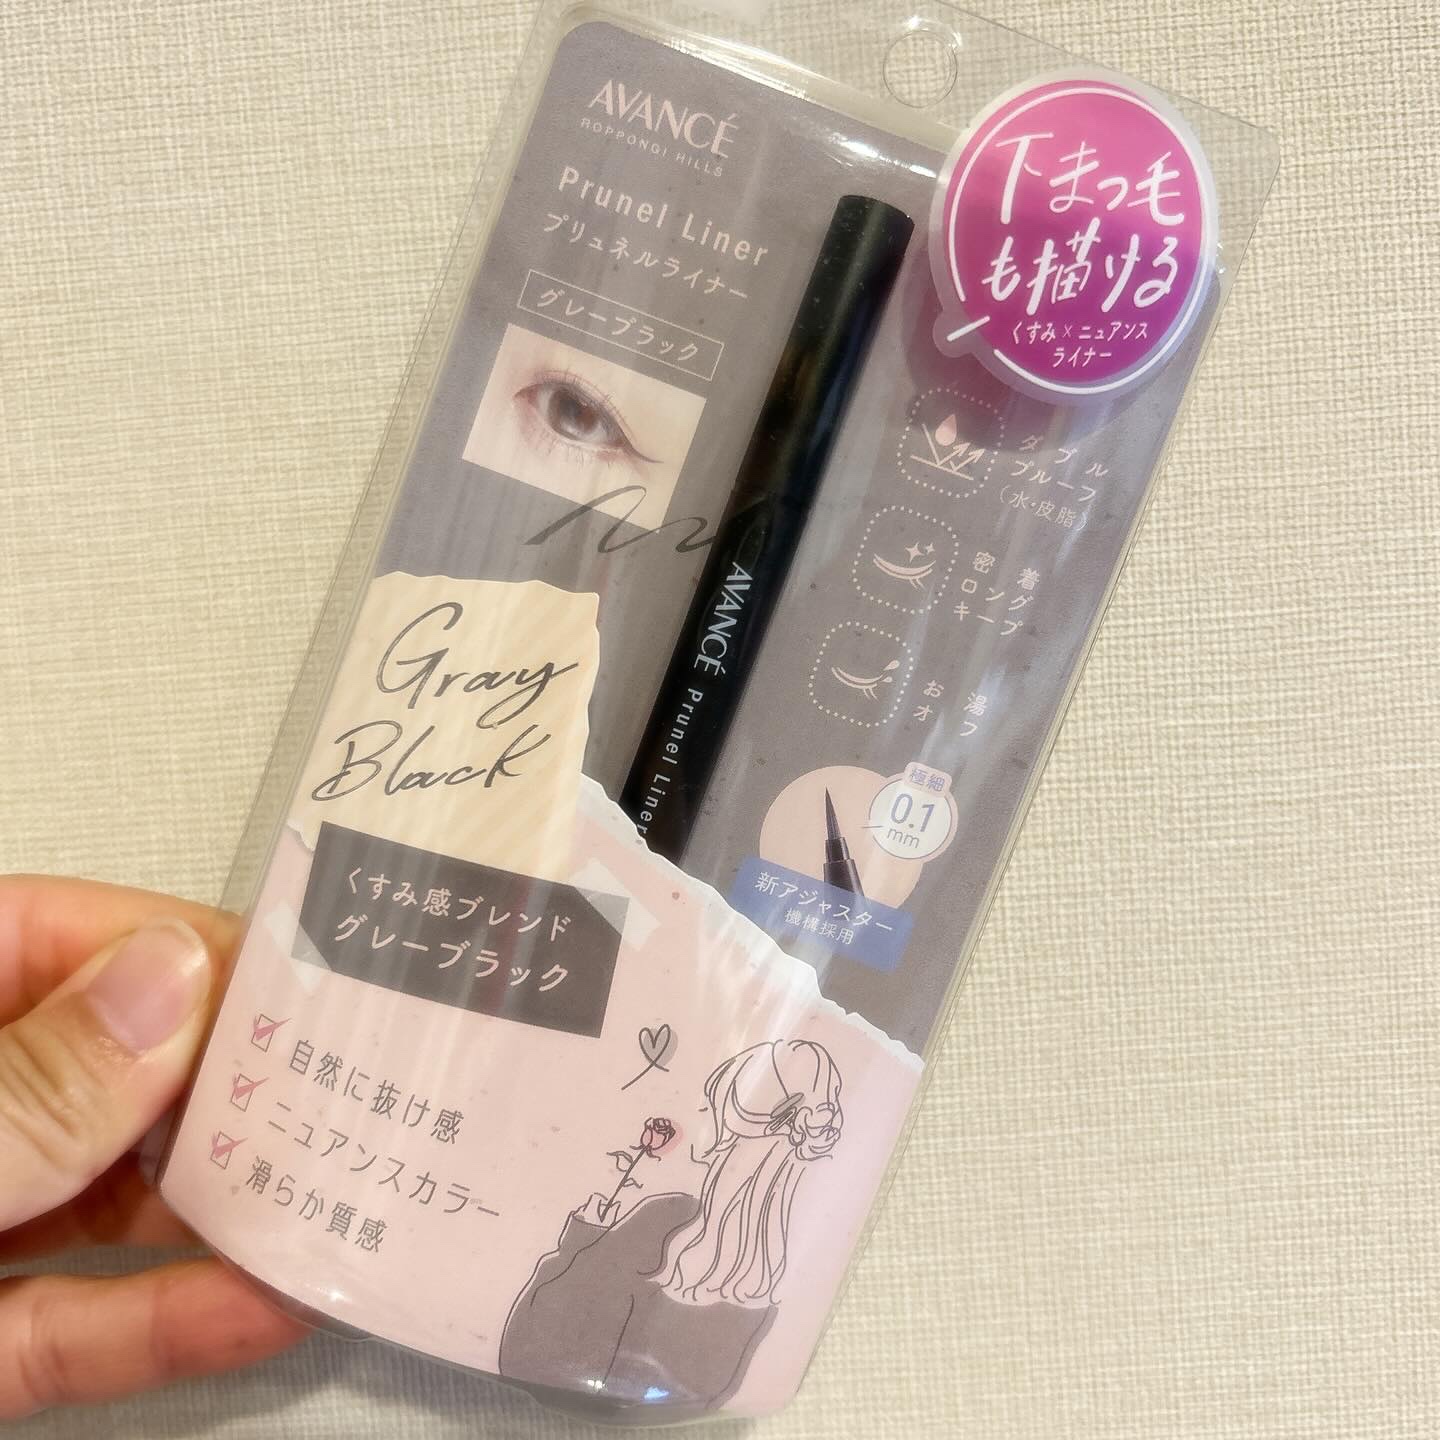 AVANCÉ
ROPPONGI HILLS
Prunel Liner
プリュネルライナー
グレーブラック
下まつ毛
も描ける
くすみ×ニュアンス
ライナー
ダブル
プルーフ
(水・皮脂)
密着
ロング
キープ
お湯
オフ
極細
0.1
mm
新アジャスター
機構採用
AVANCÉ Prunel Liner
Gray
Black
くすみ感ブレンド
グレーブラック
自然に抜け感
ニュアンスカラー
滑らか質感